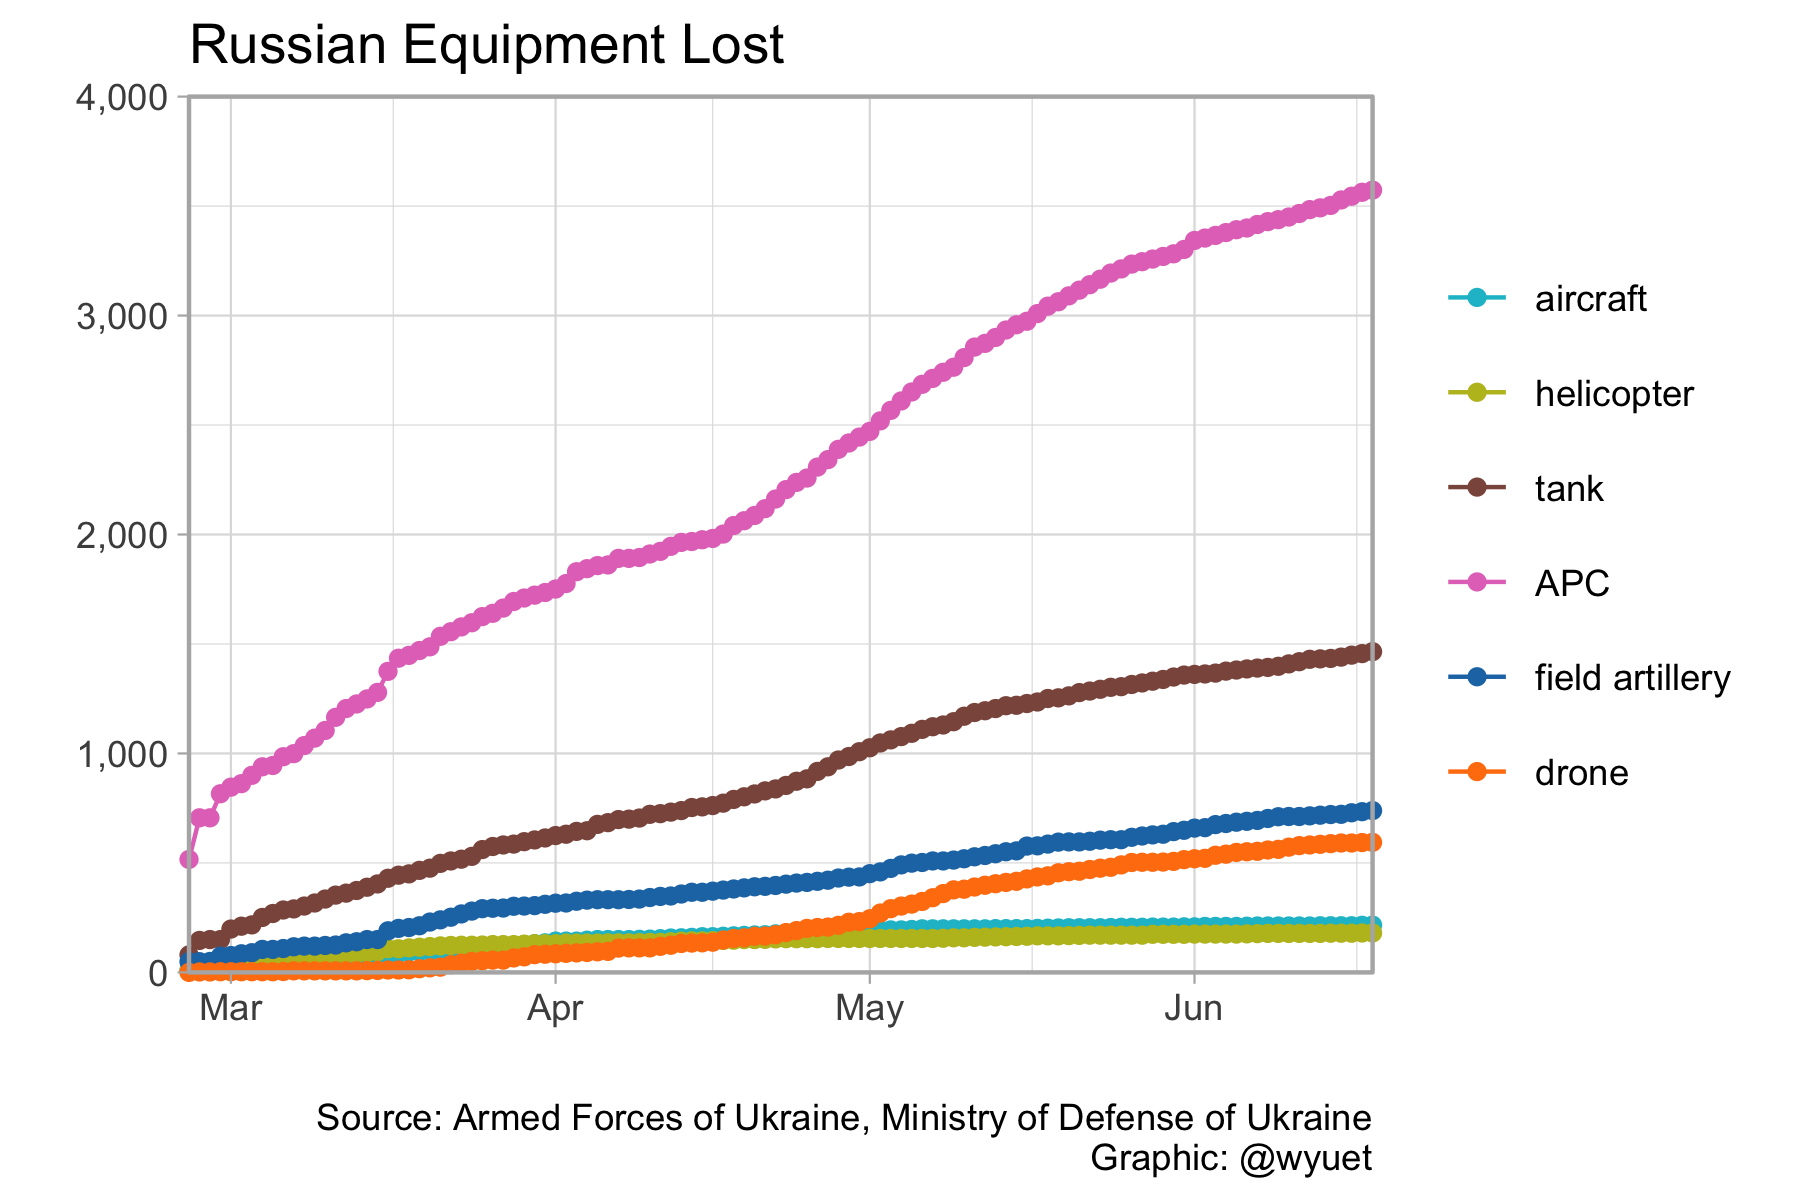 Russian Equipment Lost
4,000
3,000
2,000
1,000
0
Mar
Apr
May
Jun
aircraft
helicopter
tank
APC
field artillery
drone
Source: Armed Forces of Ukraine, Ministry of Defense of Ukraine
Graphic: @wyuet